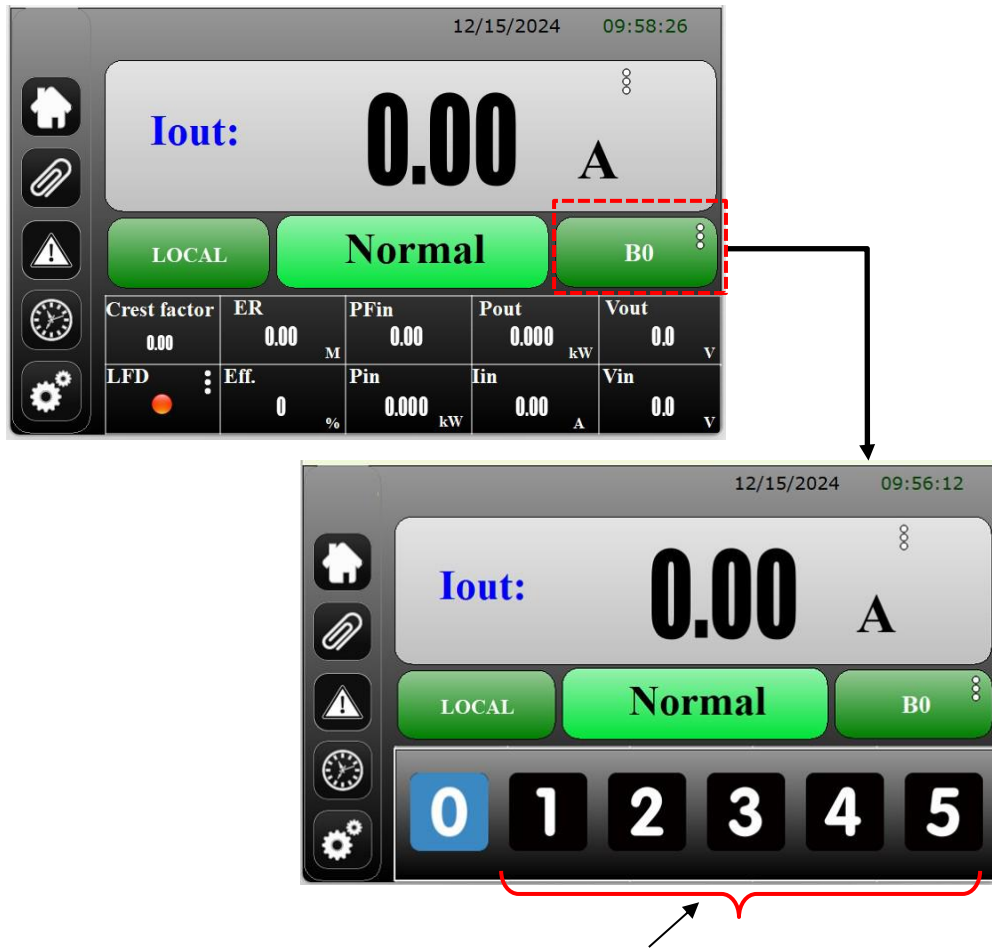 12/15/2024 09:58:26
Iout: 0.00 A
LOCAL Normal B0
Crest factor ER PFin Pout Vout
0.00 0.00 M 0.00 0.000 kW 0.0 V
LFD Eff. Pin Iin Vin
0 % 0.000 kW 0.00 A 0.0 V
12/15/2024 09:56:12
Iout: 0.00 A
LOCAL Normal B0
0 1 2 3 4 5